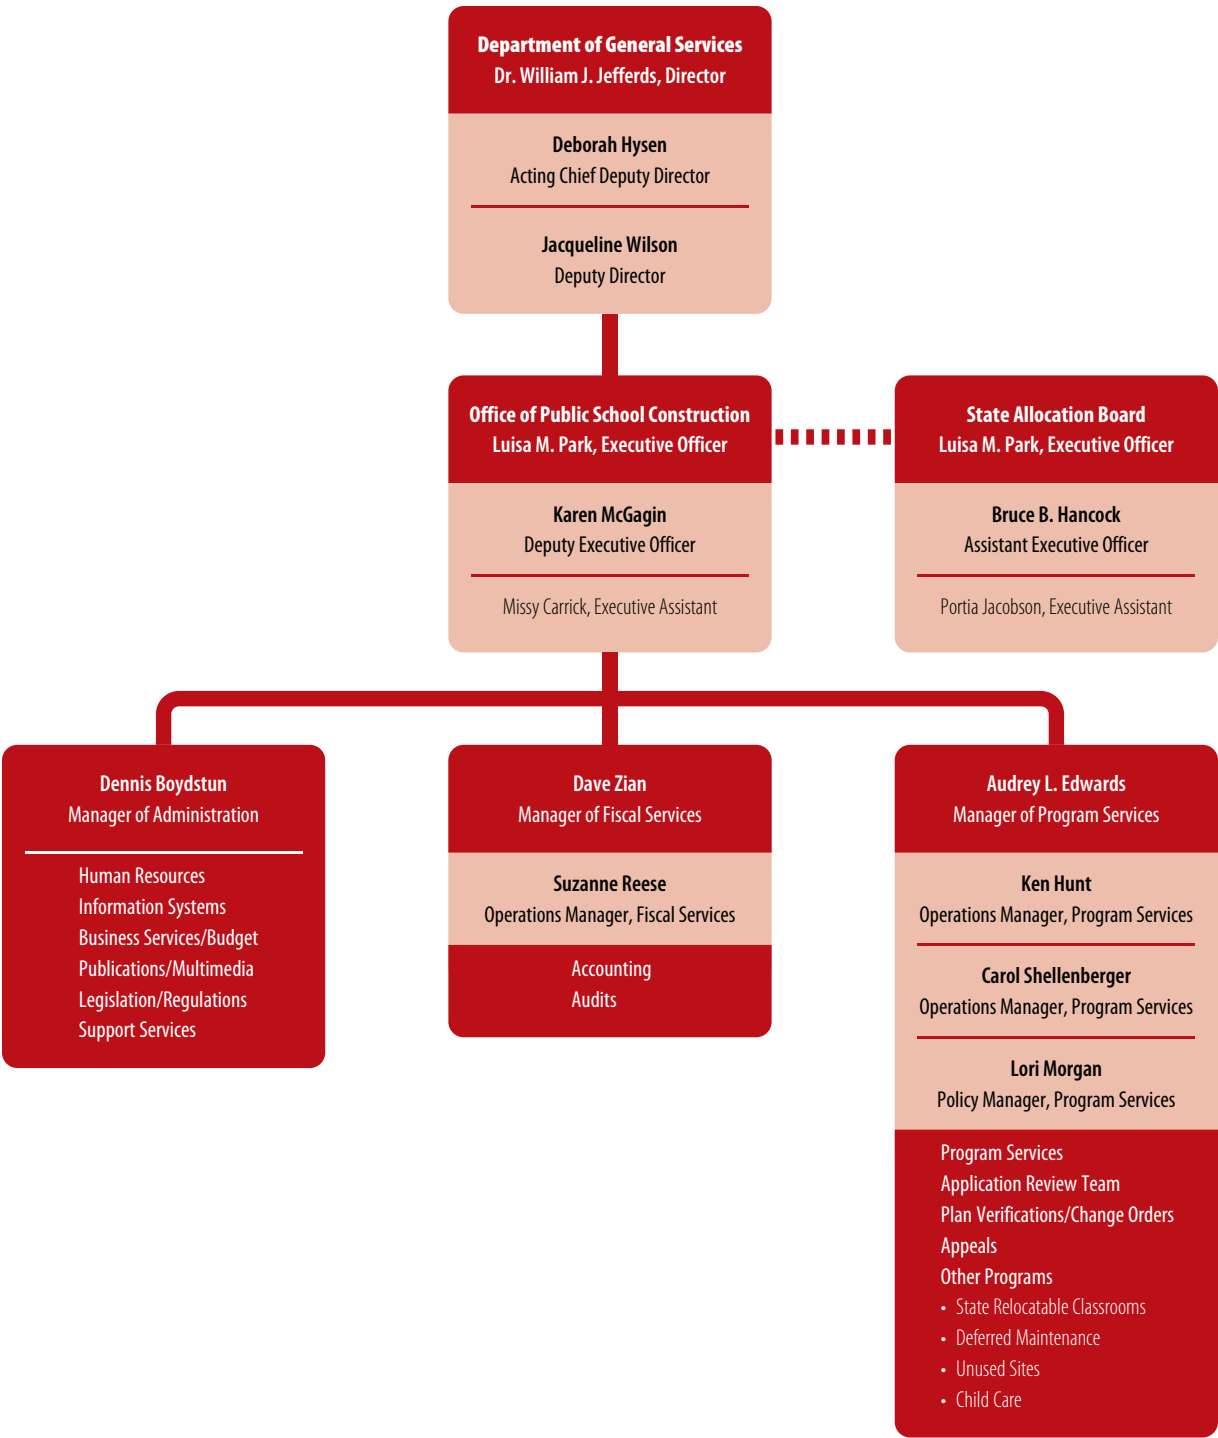 Department of General Services
Dr. William J. Jefferds, Director
Deborah Hysen
Acting Chief Deputy Director
Jacqueline Wilson
Deputy Director
Office of Public School Construction
Luisa M. Park, Executive Officer
Karen McGagin
Deputy Executive Officer
Missy Carrick, Executive Assistant
State Allocation Board
Luisa M. Park, Executive Officer
Bruce B. Hancock
Assistant Executive Officer
Portia Jacobson, Executive Assistant
Dennis Boydstun
Manager of Administration
Human Resources
Information Systems
Business Services/Budget
Publications/Multimedia
Legislation/Regulations
Support Services
Dave Zian
Manager of Fiscal Services
Suzanne Reese
Operations Manager, Fiscal Services
Accounting
Audits
Audrey L. Edwards
Manager of Program Services
Ken Hunt
Operations Manager, Program Services
Carol Shellenberger
Operations Manager, Program Services
Lori Morgan
Policy Manager, Program Services
Program Services
Application Review Team
Plan Verifications/Change Orders
Appeals
Other Programs
• State Relocatable Classrooms
• Deferred Maintenance
• Unused Sites
• Child Care